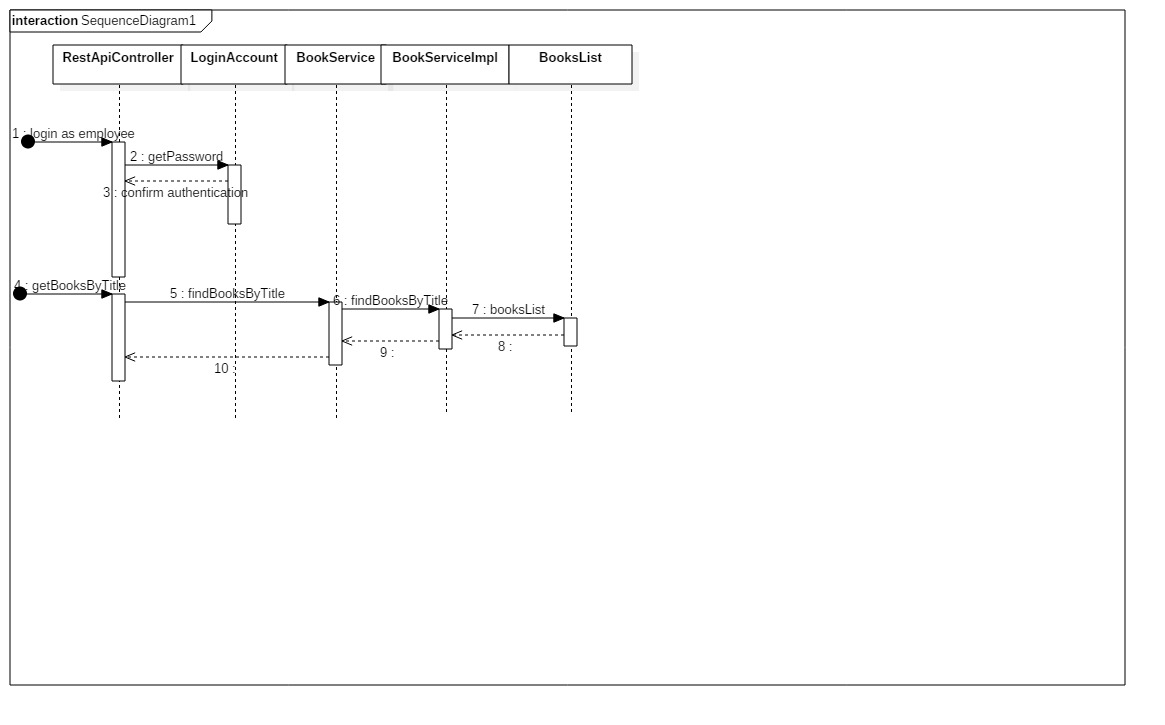 interaction SequenceDiagram1
RestApiController
LoginAccount
BookService
BookServiceImpl
BooksList
1 : login as employee
2 : getPassword
3 : confirm authentication
4 : getBooksByTitle
5 : findBooksByTitle
6 : findBooksByTitle
7 : booksList
8 :
9 :
10 :